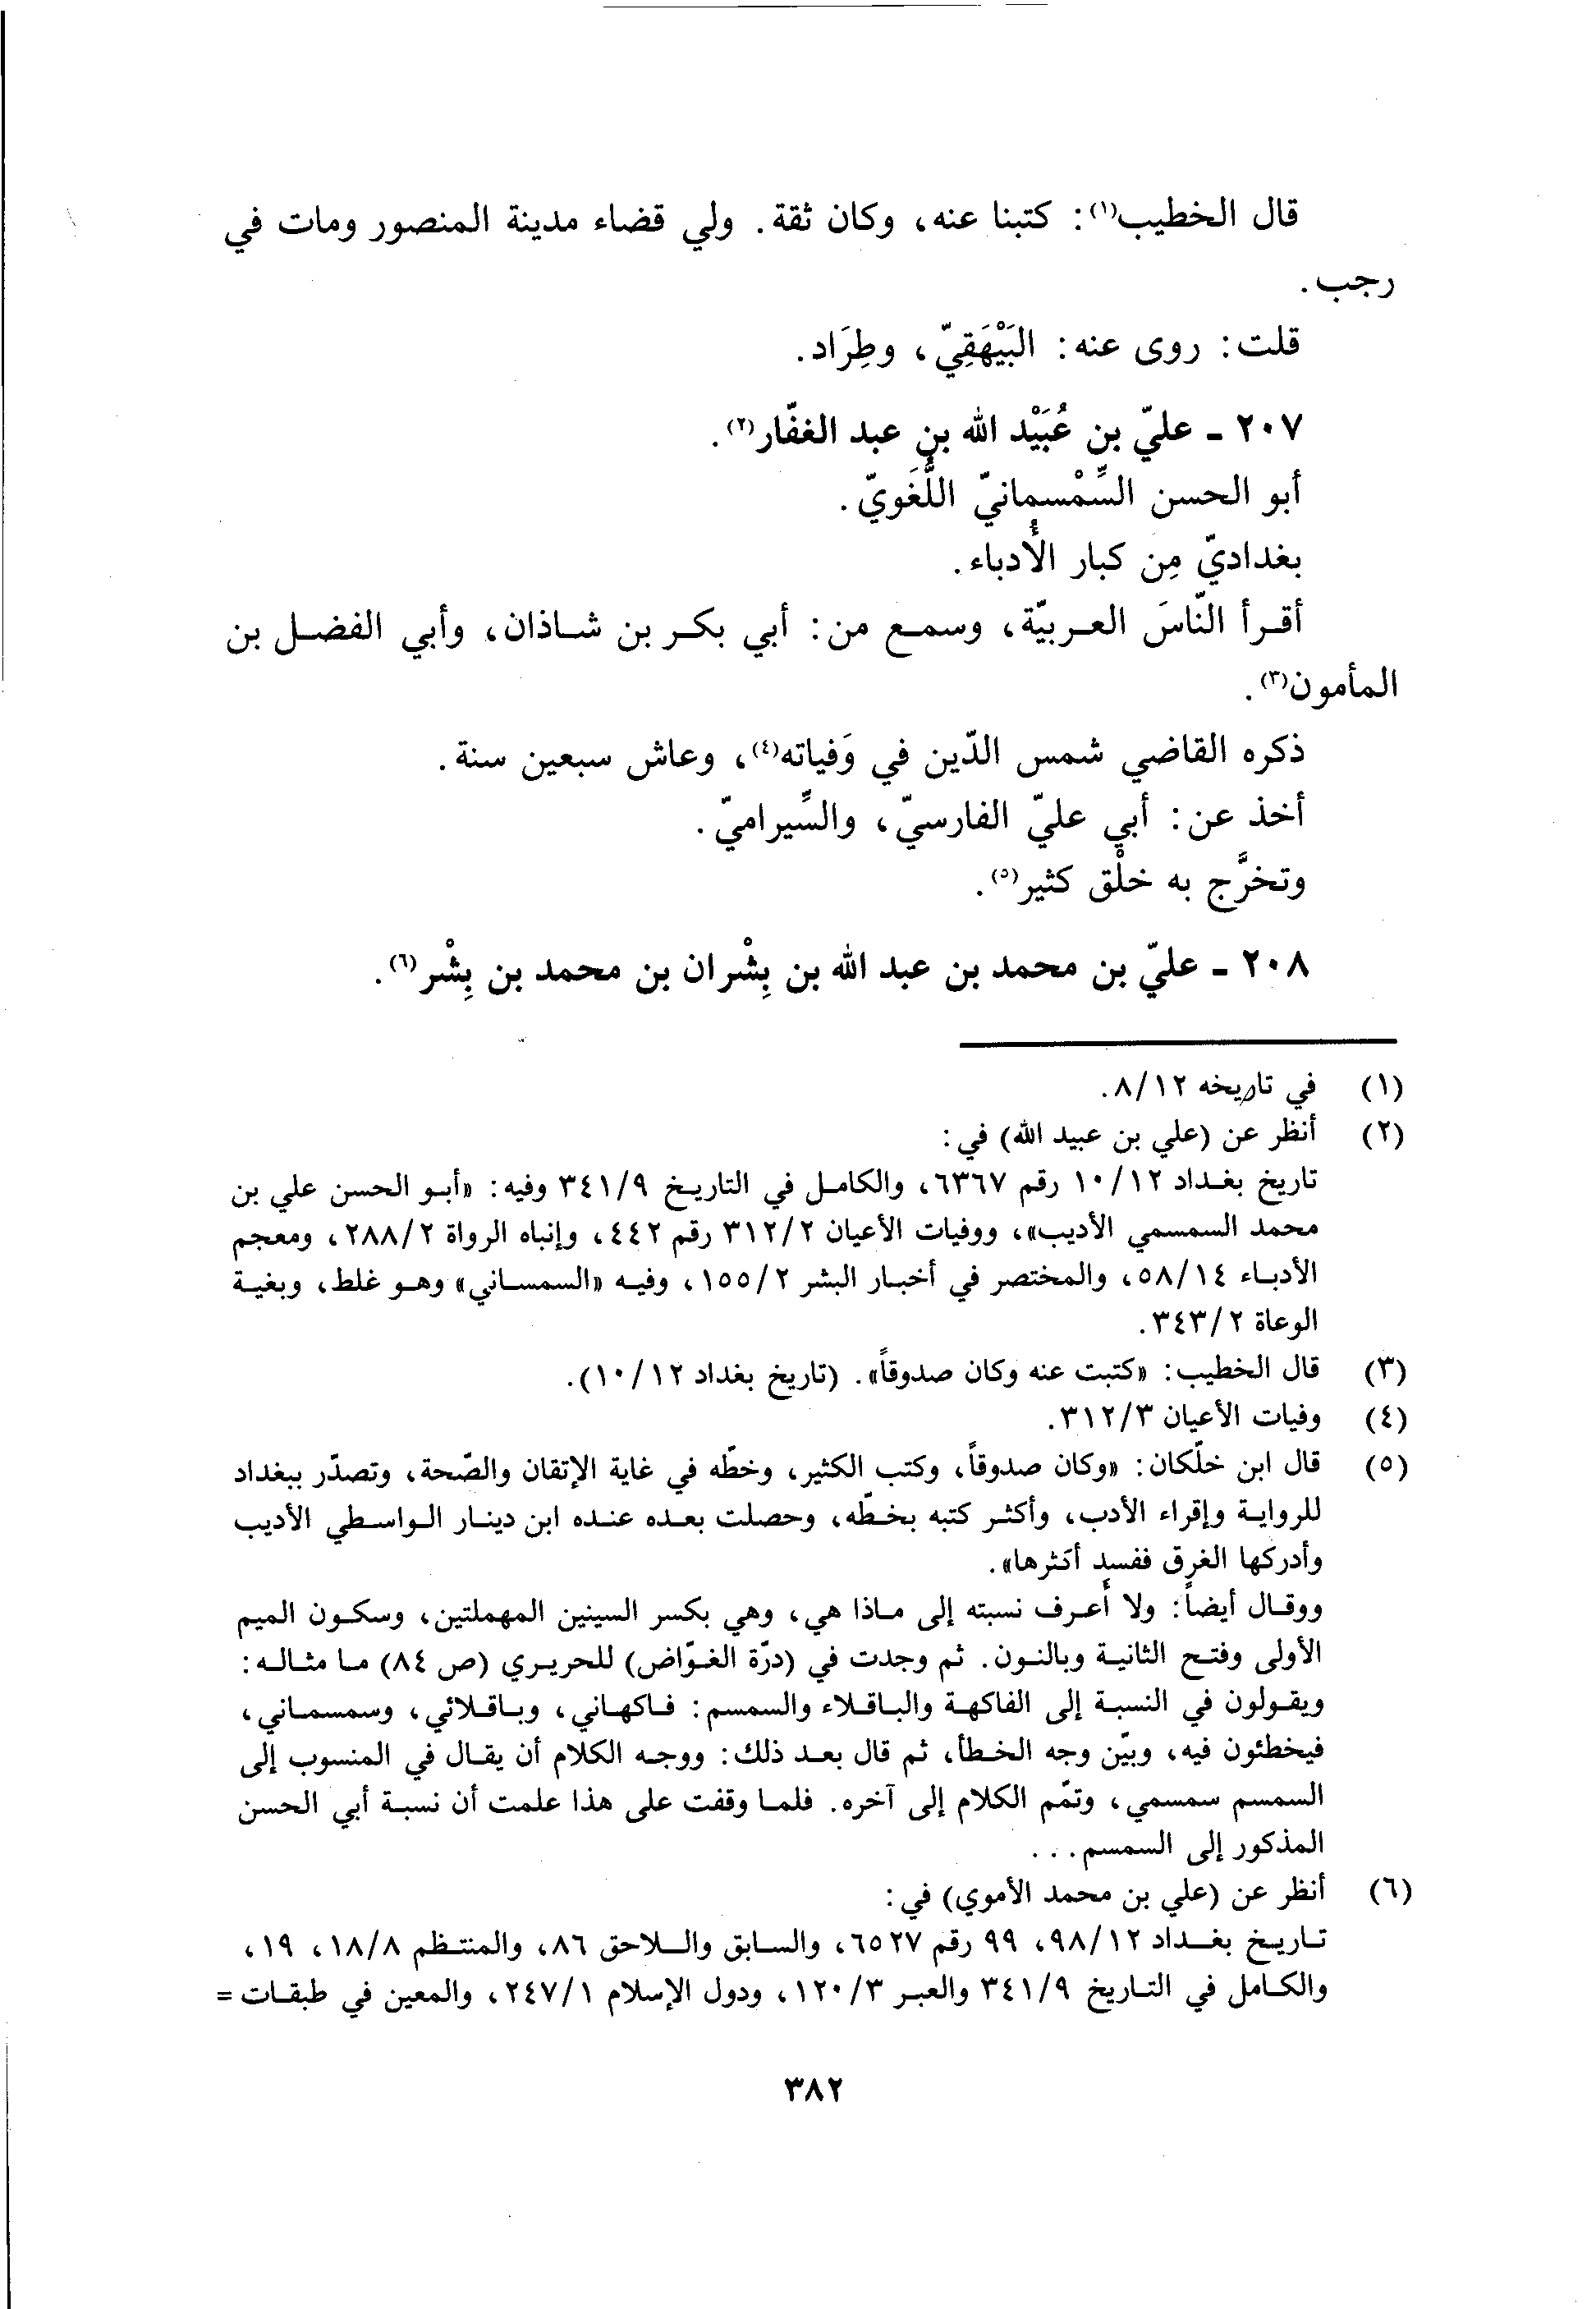 قال الخطيب(١): كتبنا عنه، وكان ثقة. ولي قضاء مدينة المنصور ومات في
رجب.
قلت: روى عنه: البَيْهَقِيّ، وطِرَاد.
٢٠٧ ـ عليّ بن عُبَيْد الله بن عبد الغفّار(٢).
أبو الحسن السِّمْسمانيّ اللُّغَويّ.
بغداديّ مِن كبار الأُدباء.
أقرأ النّاسَ العربيّة، وسمع من: أبي بكر بن شاذان، وأبي الفضل بن
المأمون(٣).
ذكره القاضي شمس الدّين في وَفياته(٤)، وعاش سبعين سنة.
أخذ عن: أبي عليّ الفارسيّ، والسِّيراميّ.
وتخرَّج به خلْق كثير(٥).
٢٠٨ ـ عليّ بن محمد بن عبد الله بن بِشْران بن محمد بن بِشْر(٦).
(١) في تاريخه ٨/١٢.
(٢) أنظر عن (علي بن عبيد الله) في:
تاريخ بغداد ١٠/١٢ رقم ٦٣٦٧، والكامل في التاريخ ٣٤١/٩ وفيه: «أبو الحسن علي بن
محمد السمسمي الأديب»، ووفيات الأعيان ٣١٢/٢ رقم ٤٤٢، وإنباه الرواة ٢٨٨/٢، ومعجم
الأدباء ٥٨/١٤، والمختصر في أخبار البشر ١٥٥/٢، وفيه «السمساني» وهو غلط، وبغية
الوعاة ٣٤٣/٢.
(٣) قال الخطيب: «كتبت عنه وكان صدوقاً». (تاريخ بغداد ١٠/١٢).
(٤) وفيات الأعيان ٣١٢/٣.
(٥) قال ابن خلّكان: «وكان صدوقاً، وكتب الكثير، وخطّه في غاية الإتقان والصّحة، وتصدّر ببغداد
للرواية وإقراء الأدب، وأكثر كتبه بخطّه، وحصلت بعده عنده ابن دينار الواسطي الأديب
وأدركها الغرق ففسد أكثرها».
ووقال أيضاً: ولا أعرف نسبته إلى ماذا هي، وهي بكسر السينين المهملتين، وسكون الميم
الأولى وفتح الثانية وبالنون. ثم وجدت في (درّة الغوّاض) للحريري (ص ٨٤) ما مثاله:
ويقولون في النسبة إلى الفاكهة والباقلاء والسمسم: فاكهاني، وباقلائي، وسمسماني،
فيخطئون فيه، وبيّن وجه الخطأ، ثم قال بعد ذلك: ووجه الكلام أن يقال في المنسوب إلى
السمسم سمسمي، وتمّم الكلام إلى آخره. فلما وقفت على هذا علمت أن نسبة أبي الحسن
المذكور إلى السمسم...
(٦) أنظر عن (علي بن محمد الأموي) في:
تاريخ بغداد ٩٨/١٢، ٩٩ رقم ٦٥٢٧، والسابق واللاحق ٨٦، والمنتظم ١٨/٨، ١٩،
والكامل في التاريخ ٣٤١/٩ والعبر ١٢٠/٣، ودول الإسلام ٢٤٧/١، والمعين في طبقات =
٣٨٢